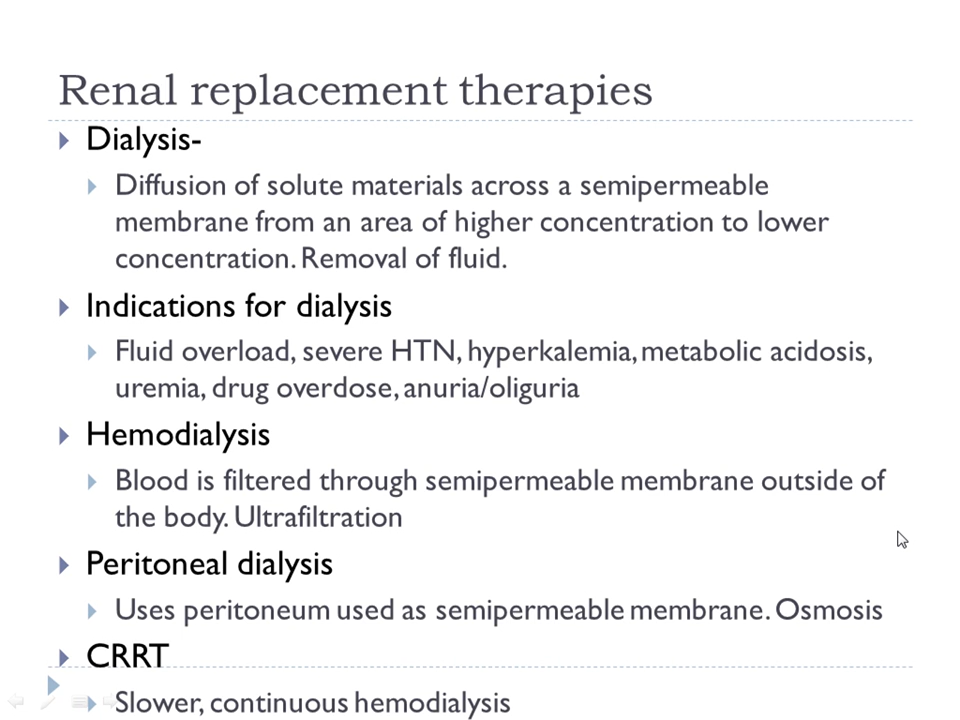 Renal replacement therapies
Dialysis-
Diffusion of solute materials across a semipermeable
membrane from an area of higher concentration to lower
concentration. Removal of fluid.
Indications for dialysis
Fluid overload, severe HTN, hyperkalemia, metabolic acidosis,
uremia, drug overdose, anuria/oliguria
Hemodialysis
Blood is filtered through semipermeable membrane outside of
the body. Ultrafiltration
Peritoneal dialysis
Uses peritoneum used as semipermeable membrane. Osmosis
CRRT
Slower, continuous hemodialysis